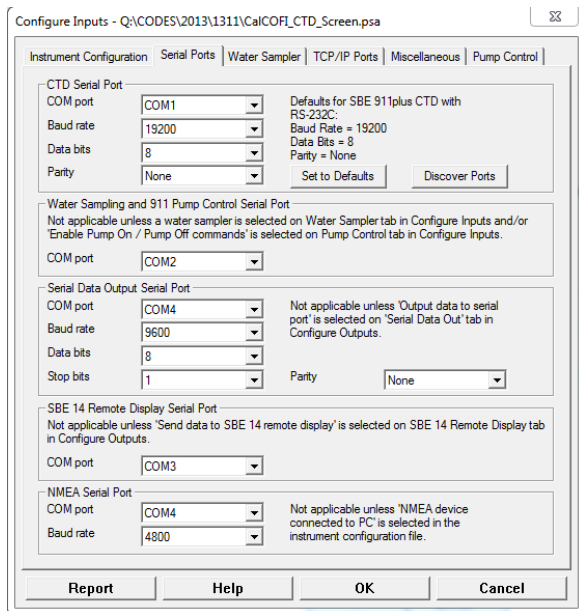 Configure Inputs - Q:\CODES\2013\1311\CalCOFI_CTD_Screen.psa
Instrument Configuration Serial Ports Water Sampler TCP/IP Ports Miscellaneous Pump Control
CTD Serial Port
COM port COM1
Baud rate 19200
Data bits 8
Parity None
Defaults for SBE 911plus CTD with
RS-232C:
Baud Rate = 19200
Data Bits = 8
Parity = None
Set to Defaults Discover Ports
Water Sampling and 911 Pump Control Serial Port
Not applicable unless a water sampler is selected on Water Sampler tab in Configure Inputs and/or
'Enable Pump On / Pump Off commands' is selected on Pump Control tab in Configure Inputs.
COM port COM2
Serial Data Output Serial Port
COM port COM4
Baud rate 9600
Data bits 8
Stop bits 1
Not applicable unless 'Output data to serial
port' is selected on 'Serial Data Out' tab in
Configure Outputs.
Parity None
SBE 14 Remote Display Serial Port
Not applicable unless 'Send data to SBE 14 remote display' is selected on SBE 14 Remote Display tab
in Configure Outputs.
COM port COM3
NMEA Serial Port
COM port COM4
Baud rate 4800
Not applicable unless 'NMEA device
connected to PC' is selected in the
instrument configuration file.
Report Help OK Cancel